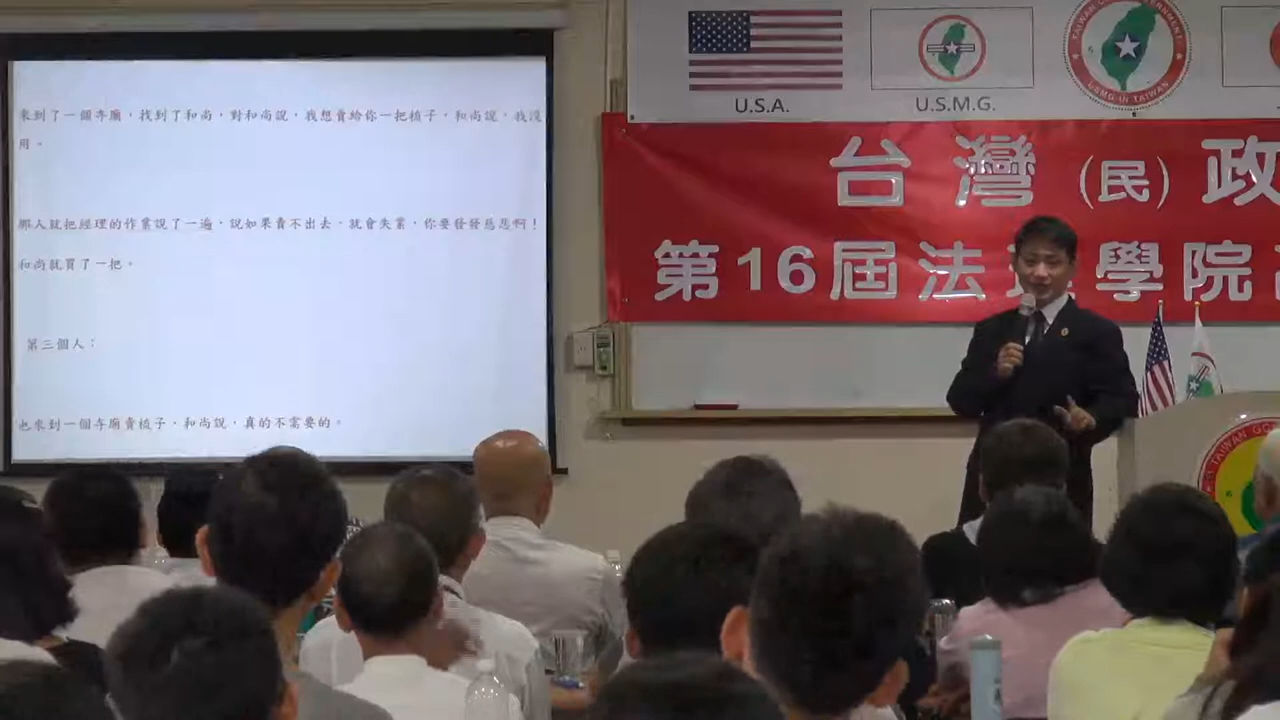 來到了一個寺廟，找到了和尚，對和尚說，我想賣給你一把梳子，和尚說，我沒
用。
那人就把經理的作業說了一遍，說如果賣不出去，就會失業，你要發發慈悲啊！
和尚就買了一把。
第三個人：
也來到一個寺廟賣梳子，和尚說，真的不需要的。
U.S.A.
U.S.M.G.
TAIWAN GOVERNMENT
USMG IN TAIWAN
台灣(民)政
第16屆法
學院